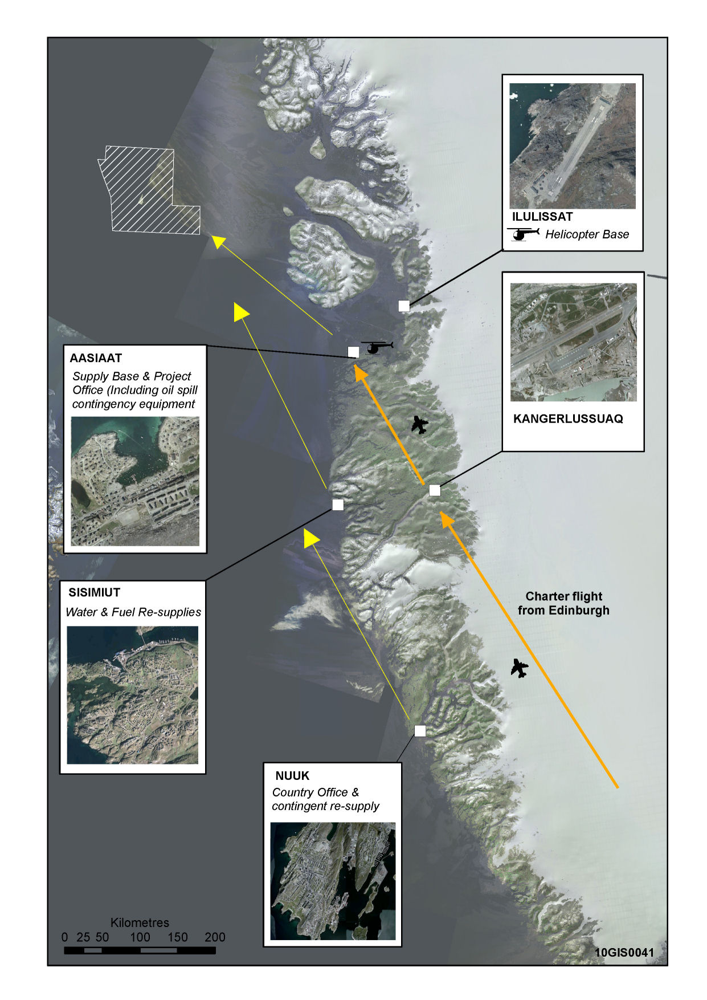 ILULISSAT
Helicopter Base
KANGERLUSSUAQ
AASIAAT
Supply Base & Project
Office (Including oil spill
contingency equipment
SISIMIUT
Water & Fuel Re-supplies
Charter flight
from Edinburgh
NUUK
Country Office &
contingent re-supply
Kilometres
0 25 50 100 150 200
10GIS0041